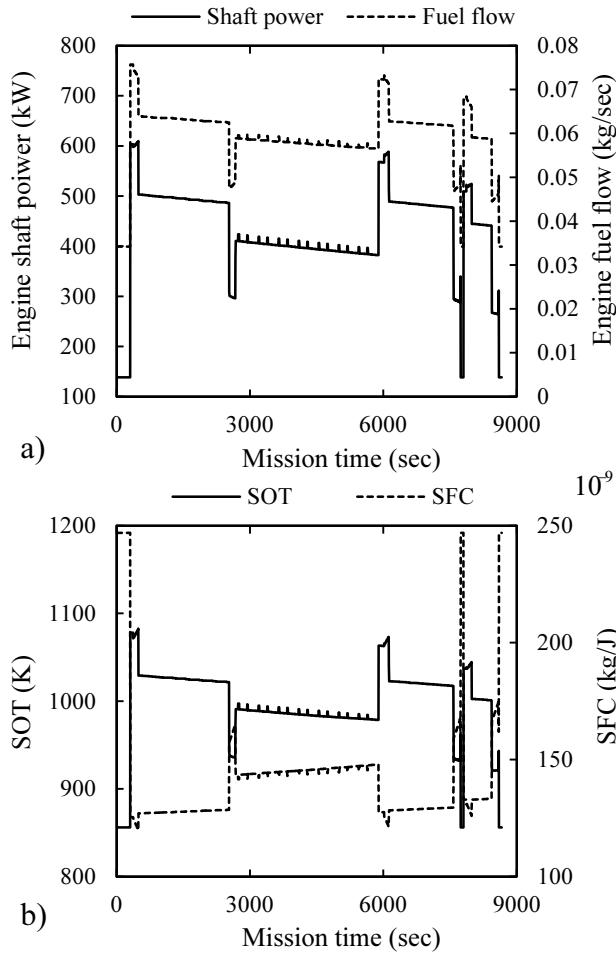 Shaft power Fuel flow
800 0.08
700 0.07
600 0.06
500 0.05
400 0.04
300 0.03
200 0.02
150 0.01
100 0
0 3000 6000 9000
Engine shaft poiwer (kW)
Engine fuel flow (kg/sec)
Mission time (sec)
a)
SOT SFC
10⁻⁹
1200 250
1100
200
1000
150
900
800 100
0 3000 6000 9000
SOT (K)
SFC (kg/J)
Mission time (sec)
b)